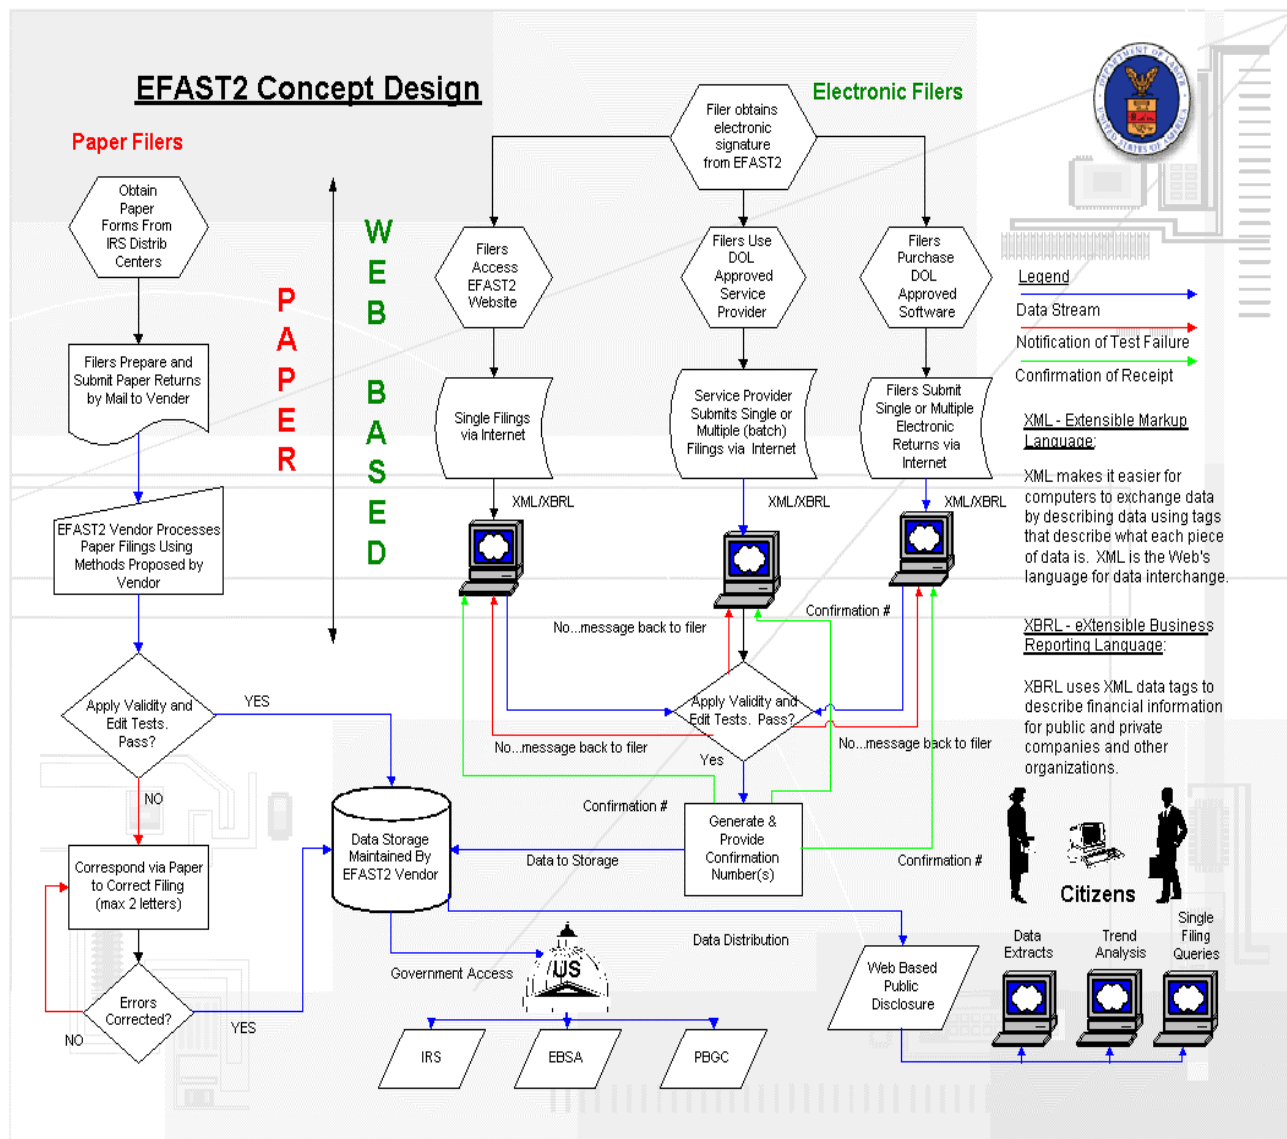 EFAST2 Concept Design
Electronic Filers
DEPARTMENT OF LABOR
UNITED STATES OF AMERICA
Paper Filers
Obtain
Paper
Forms From
IRS Distrib
Centers
Filers Prepare and
Submit Paper Returns
by Mail to Vender
EFAST2 Vendor Processes
Paper Filings Using
Methods Proposed by
Vendor
Apply Validity and
Edit Tests.
Pass?
YES
NO
Correspond via Paper
to Correct Filing
(max 2 letters)
Errors
Corrected?
NO
YES
PAPER
WEB BASED
Filer obtains
electronic
signature
from EFAST2
Filers
Access
EFAST2
Website
Filers Use
DOL
Approved
Service
Provider
Filers
Purchase
DOL
Approved
Software
Single Filings
via Internet
Service Provider
Submits Single or
Multiple (batch)
Filings via Internet
Filers Submit
Single or Multiple
Electronic
Returns via
Internet
XML/XBRL
XML/XBRL
XML/XBRL
Confirmation #
No...message back to filer
Apply Validity and
Edit Tests. Pass?
No...message back to filer
No...message back to filer
Yes
Confirmation #
Generate &
Provide
Confirmation
Number(s)
Confirmation #
Data to Storage
Data Storage
Maintained By
EFAST2 Vendor
Government Access
US
Data Distribution
IRS
EBSA
PBGC
Web Based
Public
Disclosure
Legend
Data Stream
Notification of Test Failure
Confirmation of Receipt
XML - Extensible Markup
Language:
XML makes it easier for
computers to exchange data
by describing data using tags
that describe what each piece
of data is. XML is the Web's
language for data interchange.
XBRL - eXtensible Business
Reporting Language:
XBRL uses XML data tags to
describe financial information
for public and private
companies and other
organizations.
Citizens
Data
Extracts
Trend
Analysis
Single
Filing
Queries